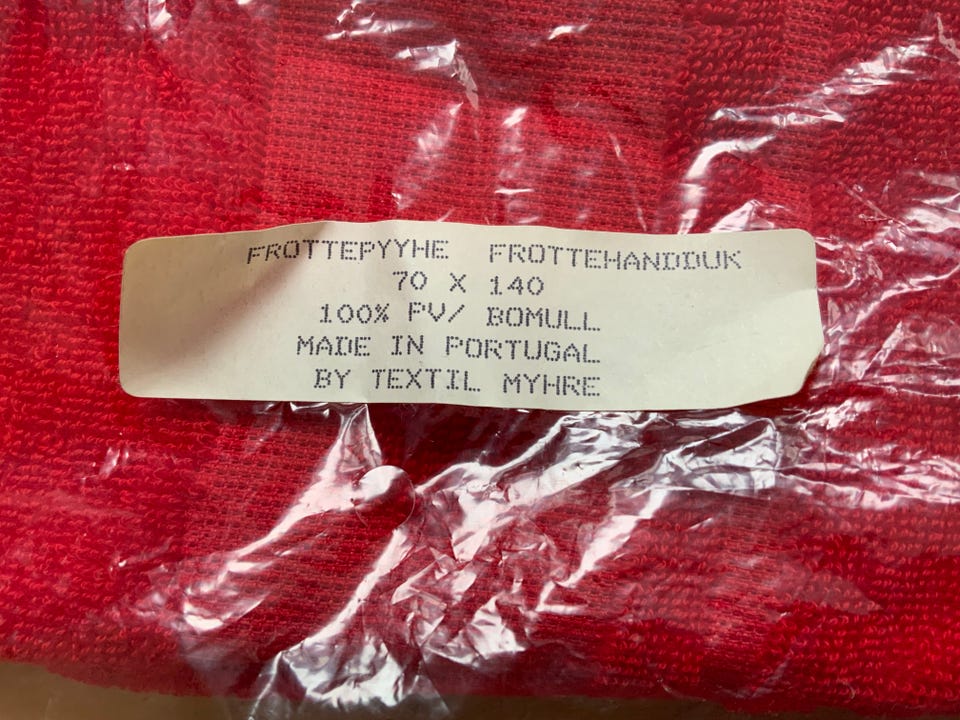 FROTTEPYYHE FROTTEHANDDUK
70 X 140
100% PV/ BOMULL
MADE IN PORTUGAL
BY TEXTIL MYHRE